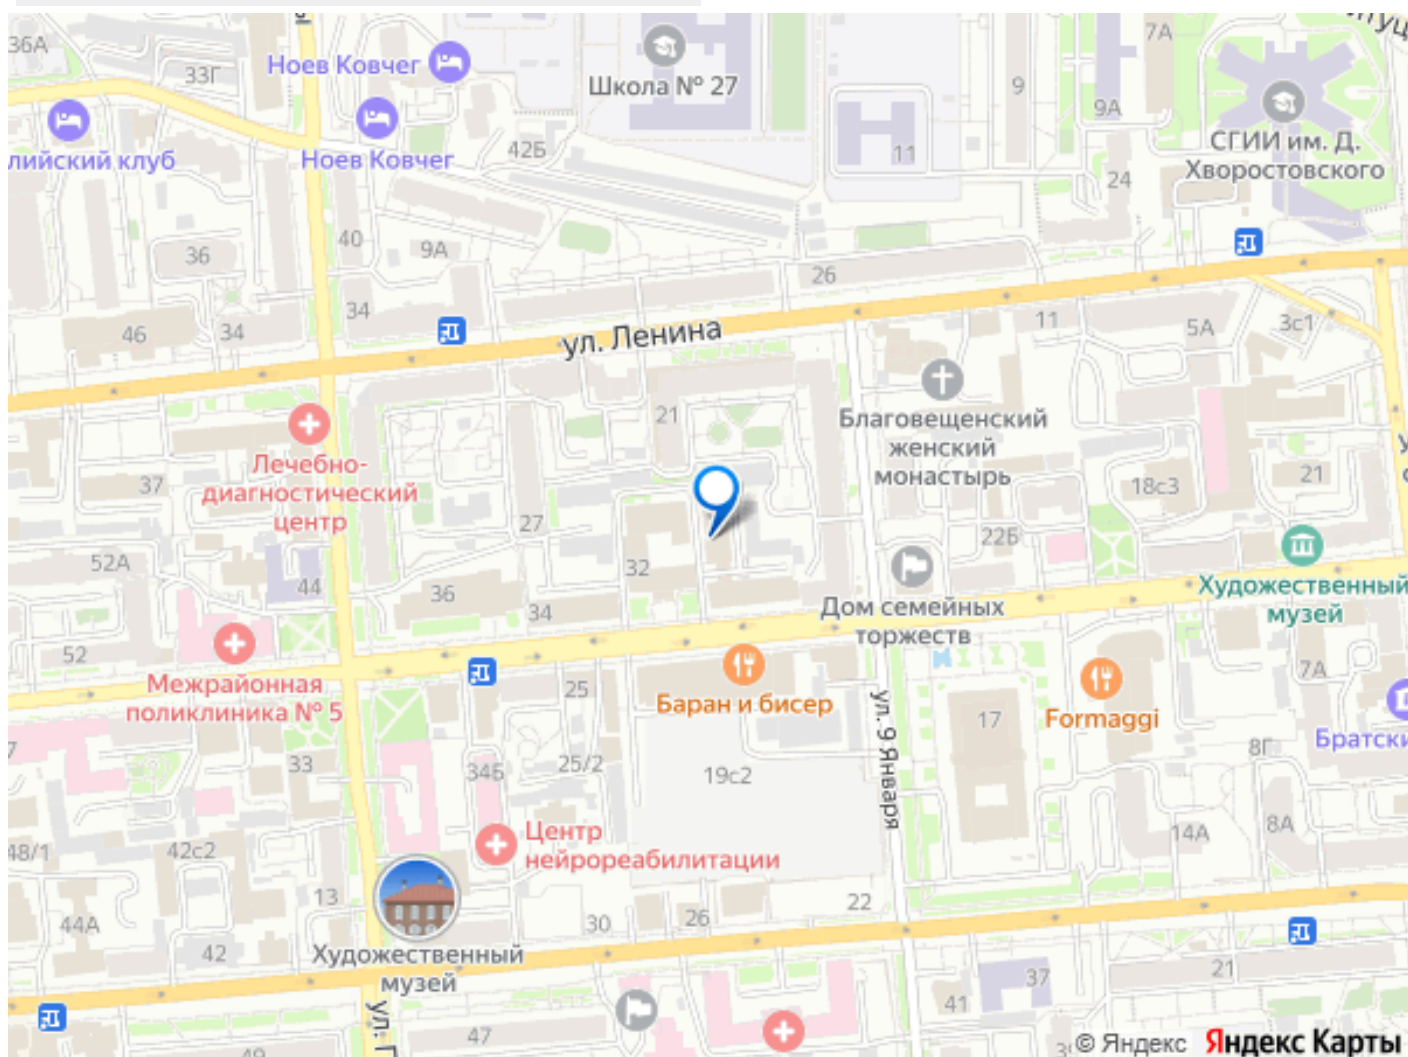 36А
33Г
Ноев Ковчег
Школа № 27
7А
9
9А
СГИИ им. Д.
Хворостовского
лийский клуб
Ноев Ковчег
42Б
11
24
36
40
9А
26
34
46
34
ул. Ленина
11
5А
3с1
21
Благовещенский
женский
монастырь
Лечебно-
диагностический
центр
37
18с3
21
27
22Б
52А
44
32
36
34
Дом семейных
торжеств
Художественный
музей
52
Межрайонная
поликлиника № 5
25
Баран и бисер
ул. 9 Января
17
Formaggi
7А
Братски
8Г
33
34Б
25/2
19с2
Центр
нейрореабилитации
14А
8А
48/1
42с2
13
44А
42
30
26
22
Художественный
музей
37
21
41
47
49
© Яндекс
Яндекс Карты